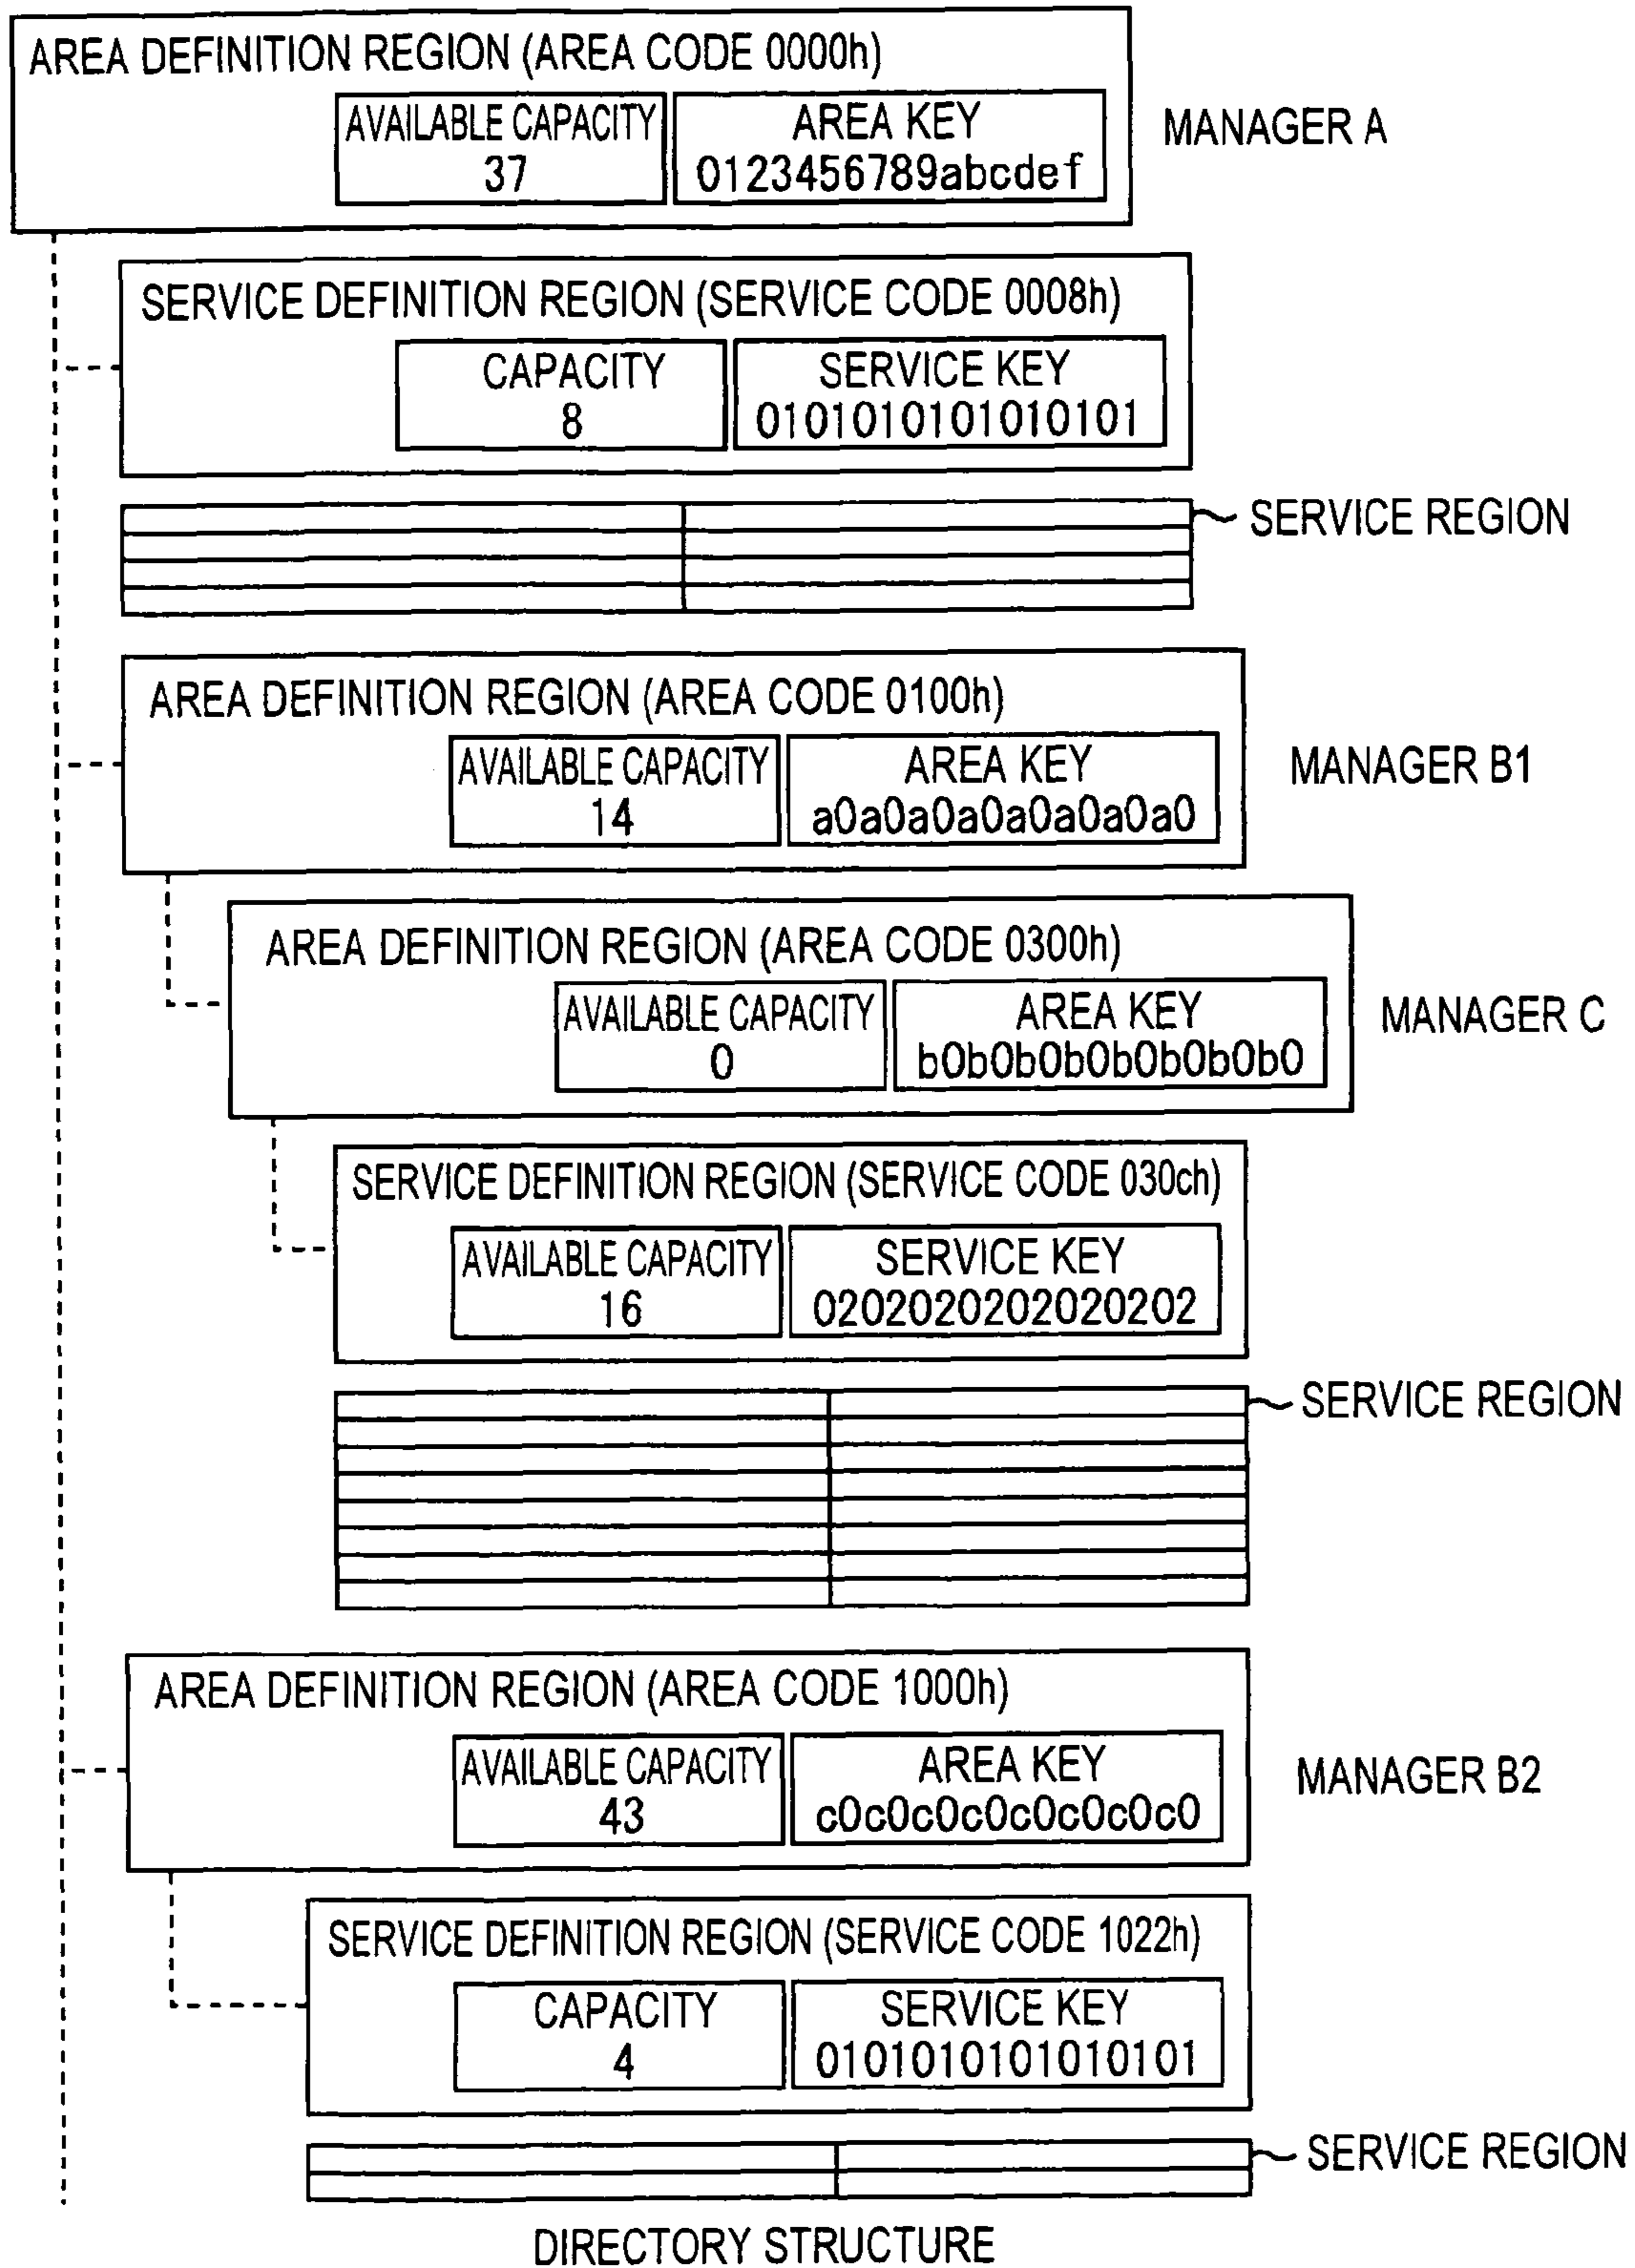 AREA DEFINITION REGION (AREA CODE 0000h)
AVAILABLE CAPACITY
37
AREA KEY
0123456789abcdef
MANAGER A
SERVICE DEFINITION REGION (SERVICE CODE 0008h)
CAPACITY
8
SERVICE KEY
0101010101010101
SERVICE REGION
AREA DEFINITION REGION (AREA CODE 0100h)
AVAILABLE CAPACITY
14
AREA KEY
a0a0a0a0a0a0a0a0
MANAGER B1
AREA DEFINITION REGION (AREA CODE 0300h)
AVAILABLE CAPACITY
0
AREA KEY
b0b0b0b0b0b0b0b0
MANAGER C
SERVICE DEFINITION REGION (SERVICE CODE 030ch)
AVAILABLE CAPACITY
16
SERVICE KEY
0202020202020202
SERVICE REGION
AREA DEFINITION REGION (AREA CODE 1000h)
AVAILABLE CAPACITY
43
AREA KEY
c0c0c0c0c0c0c0c0
MANAGER B2
SERVICE DEFINITION REGION (SERVICE CODE 1022h)
CAPACITY
4
SERVICE KEY
0101010101010101
SERVICE REGION
DIRECTORY STRUCTURE